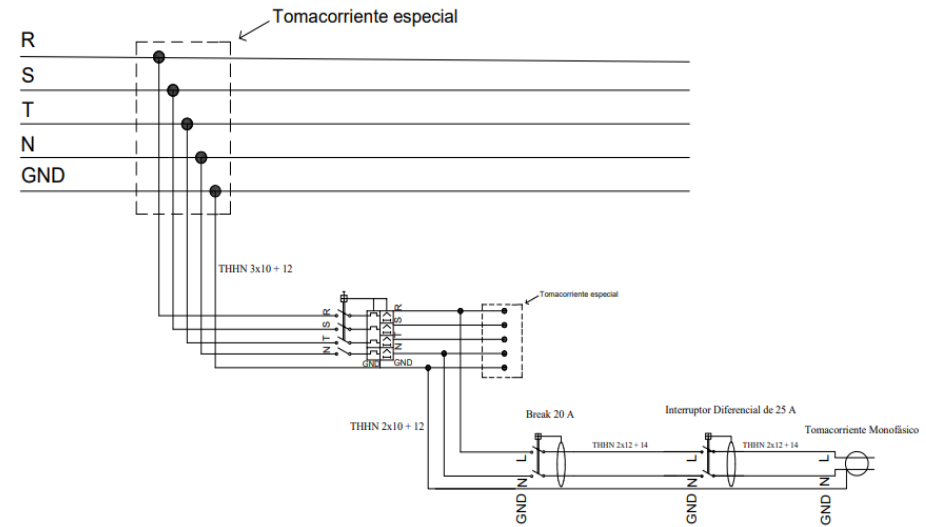 Tomacorriente especial
R
S
T
N
GND
THHN 3x10 + 12
Tomacorriente especial
R
S
T
N
R
S
T
N
GND
GND
THHN 2x10 + 12
Break 20 A
Interruptor Diferencial de 25 A
Tomacorriente Monofásico
THHN 2x12 + 14
THHN 2x12 + 14
L
N
GND
L
N
GND
L
N
GND